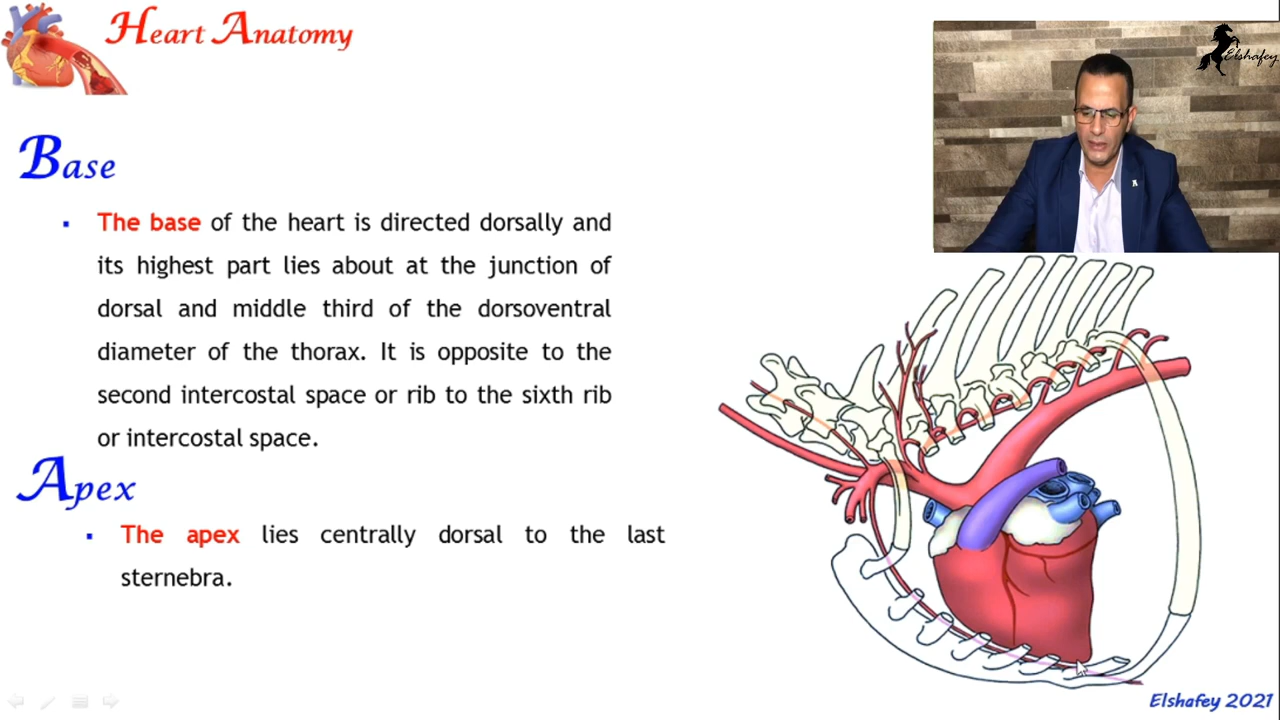 Heart Anatomy
Elshafey
Base
▪ The base of the heart is directed dorsally and
its highest part lies about at the junction of
dorsal and middle third of the dorsoventral
diameter of the thorax. It is opposite to the
second intercostal space or rib to the sixth rib
or intercostal space.
Apex
▪ The apex lies centrally dorsal to the last
sternebra.
Elshafey 2021